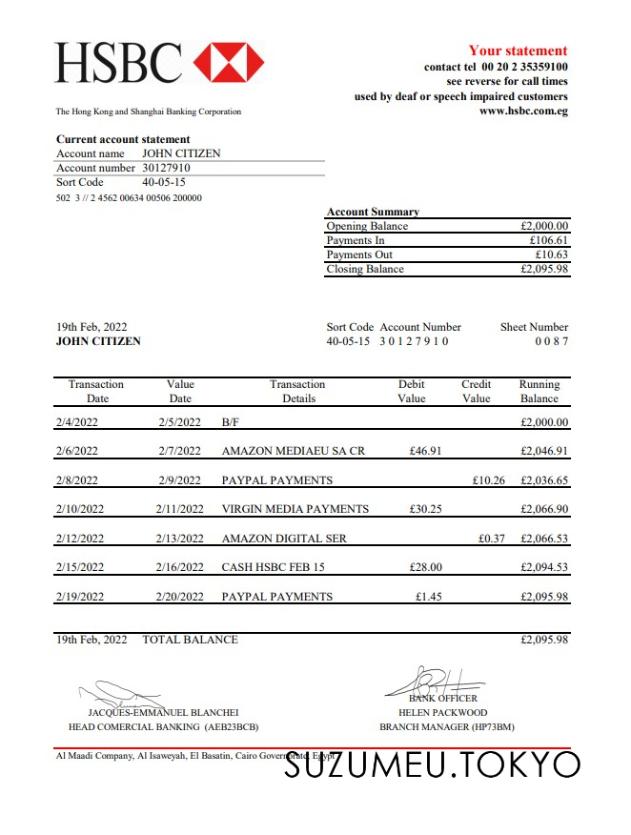 HSBC
Your statement
contact tel 00 20 2 35359100
see reverse for call times
used by deaf or speech impaired customers
www.hsbc.com.eg
The Hong Kong and Shanghai Banking Corporation
Current account statement
Account name JOHN CITIZEN
Account number 30127910
Sort Code 40-05-15
502 3 // 2 4562 00634 00506 200000
Account Summary
Opening Balance £2,000.00
Payments In £106.61
Payments Out £10.63
Closing Balance £2,095.98
19th Feb, 2022 Sort Code Account Number Sheet Number
JOHN CITIZEN 40-05-15 3 0 1 2 7 9 1 0 0 0 8 7
Transaction Value Transaction Debit Credit Running
Date Date Details Value Value Balance
2/4/2022 2/5/2022 B/F £2,000.00
2/6/2022 2/7/2022 AMAZON MEDIAEU SA CR £46.91 £2,046.91
2/8/2022 2/9/2022 PAYPAL PAYMENTS £10.26 £2,036.65
2/10/2022 2/11/2022 VIRGIN MEDIA PAYMENTS £30.25 £2,066.90
2/12/2022 2/13/2022 AMAZON DIGITAL SER £0.37 £2,066.53
2/15/2022 2/16/2022 CASH HSBC FEB 15 £28.00 £2,094.53
2/19/2022 2/20/2022 PAYPAL PAYMENTS £1.45 £2,095.98
19th Feb, 2022 TOTAL BALANCE £2,095.98
BANK OFFICER
JACQUES-EMMANUEL BLANCHEI HELEN PACKWOOD
HEAD COMERCIAL BANKING (AEB23BCB) BRANCH MANAGER (HP73BM)
Al Maadi Company, Al Isaweyah, El Basatin, Cairo Governorate, Egypt
SUZUMEU.TOKYO